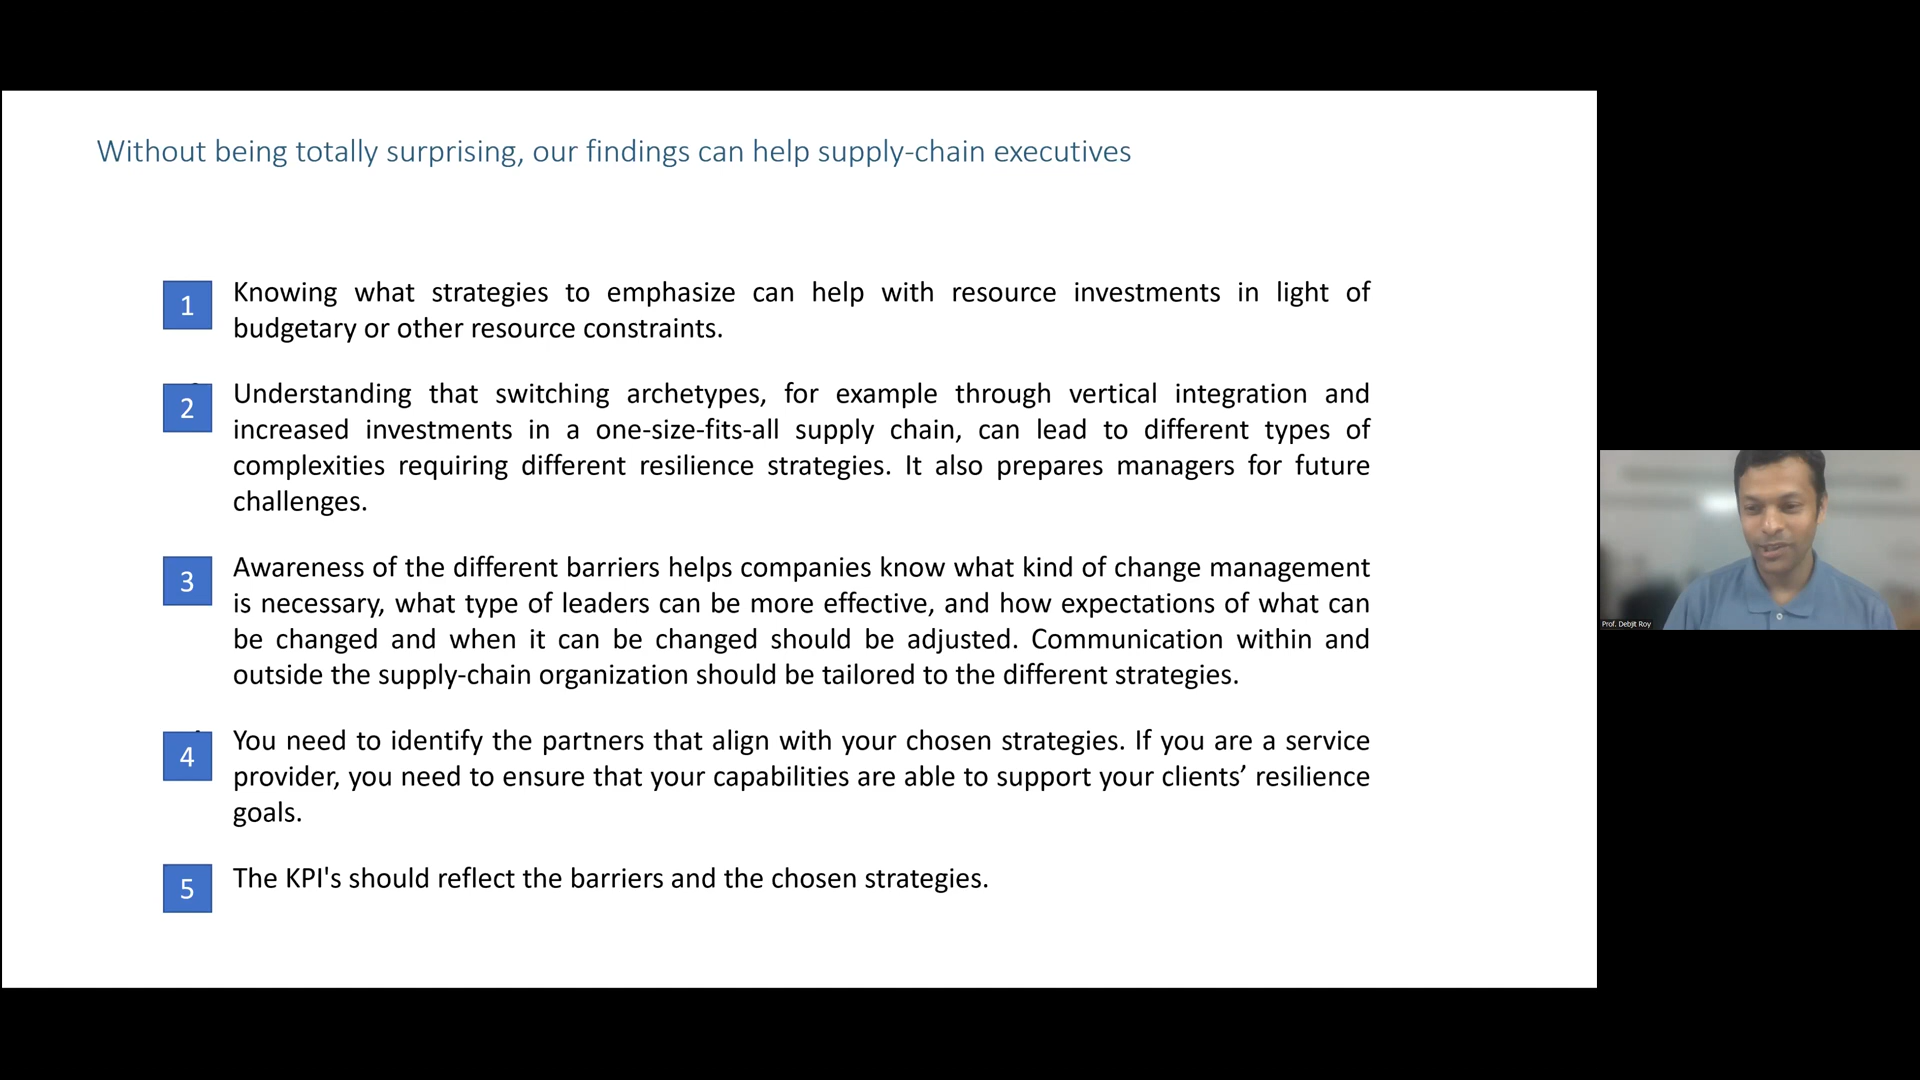 Without being totally surprising, our findings can help supply-chain executives
1
Knowing what strategies to emphasize can help with resource investments in light of
budgetary or other resource constraints.
2
Understanding that switching archetypes, for example through vertical integration and
increased investments in a one-size-fits-all supply chain, can lead to different types of
complexities requiring different resilience strategies. It also prepares managers for future
challenges.
3
Awareness of the different barriers helps companies know what kind of change management
is necessary, what type of leaders can be more effective, and how expectations of what can
be changed and when it can be changed should be adjusted. Communication within and
outside the supply-chain organization should be tailored to the different strategies.
4
You need to identify the partners that align with your chosen strategies. If you are a service
provider, you need to ensure that your capabilities are able to support your clients’ resilience
goals.
5
The KPI's should reflect the barriers and the chosen strategies.
Prof. Debjit Roy